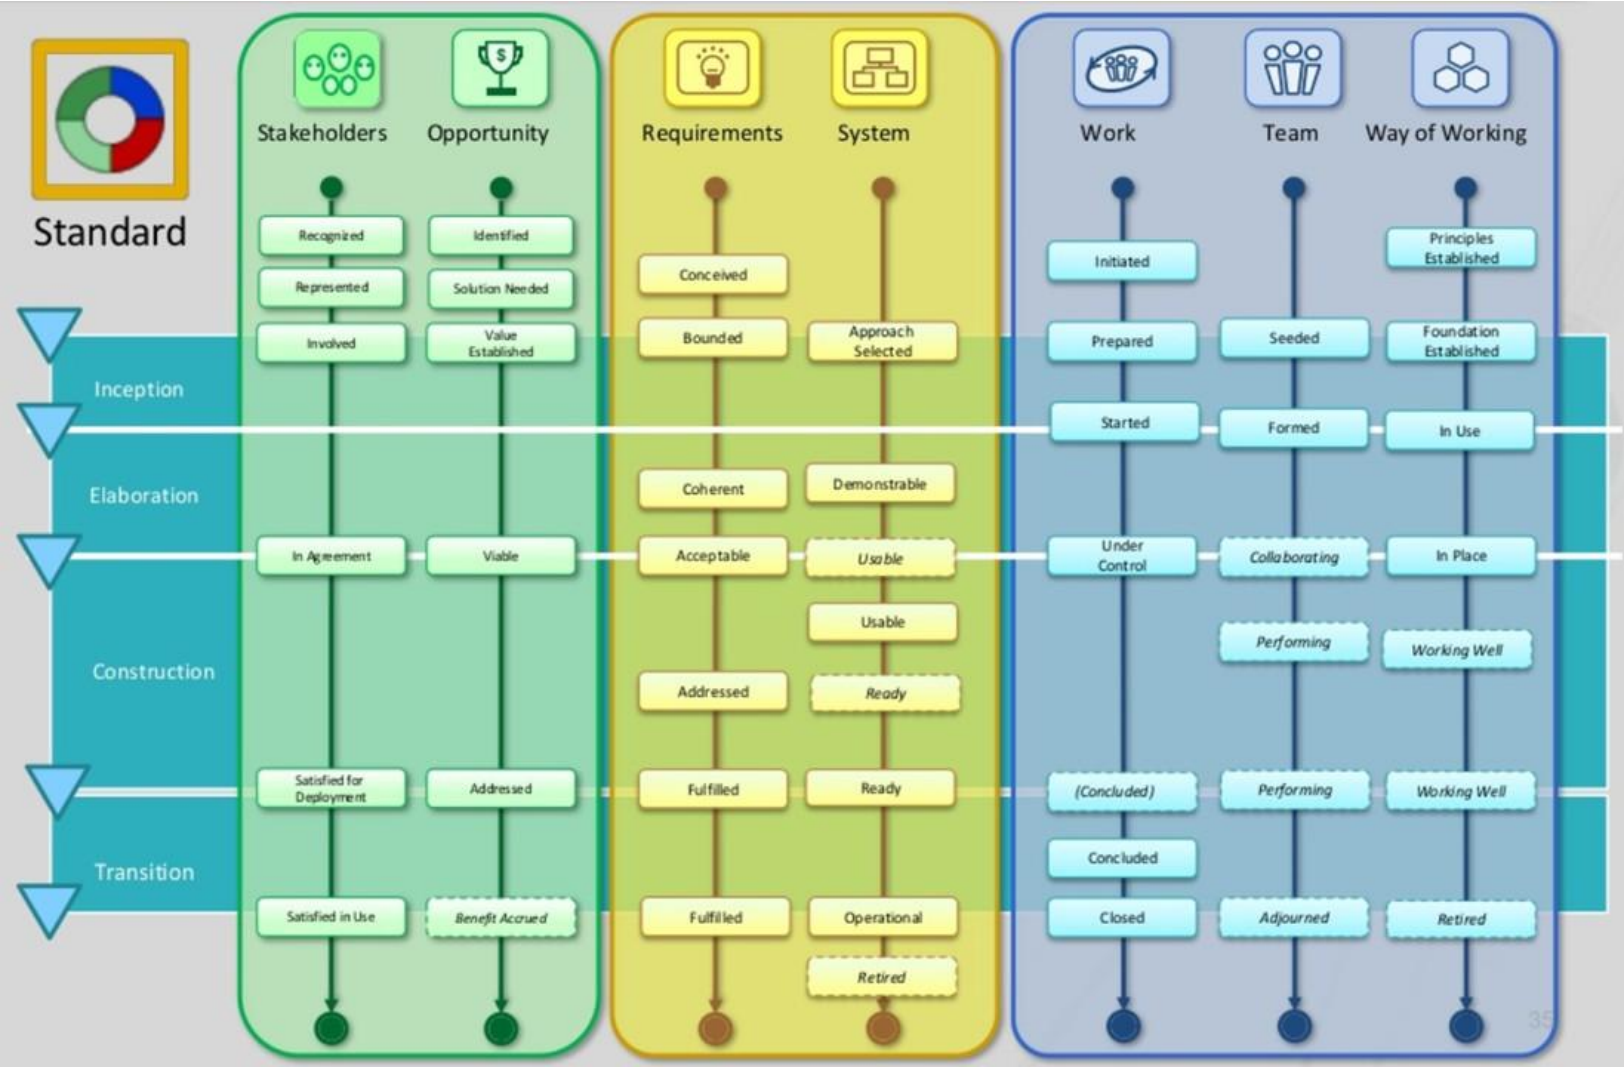 Standard
Stakeholders
Opportunity
Requirements
System
Work
Team
Way of Working
$
Recognized
Identified
Principles
Established
Conceived
Initiated
Represented
Solution Needed
Involved
Value
Established
Bounded
Approach
Selected
Prepared
Seeded
Foundation
Established
Inception
Started
Formed
In Use
Elaboration
Coherent
Demonstrable
In Agreement
Viable
Acceptable
Usable
Under
Control
Collaborating
In Place
Usable
Performing
Working Well
Construction
Addressed
Ready
Satisfied for
Deployment
Addressed
Fulfilled
Ready
(Concluded)
Performing
Working Well
Concluded
Transition
Satisfied in Use
Benefit Accrued
Fulfilled
Operational
Closed
Adjourned
Retired
Retired
35